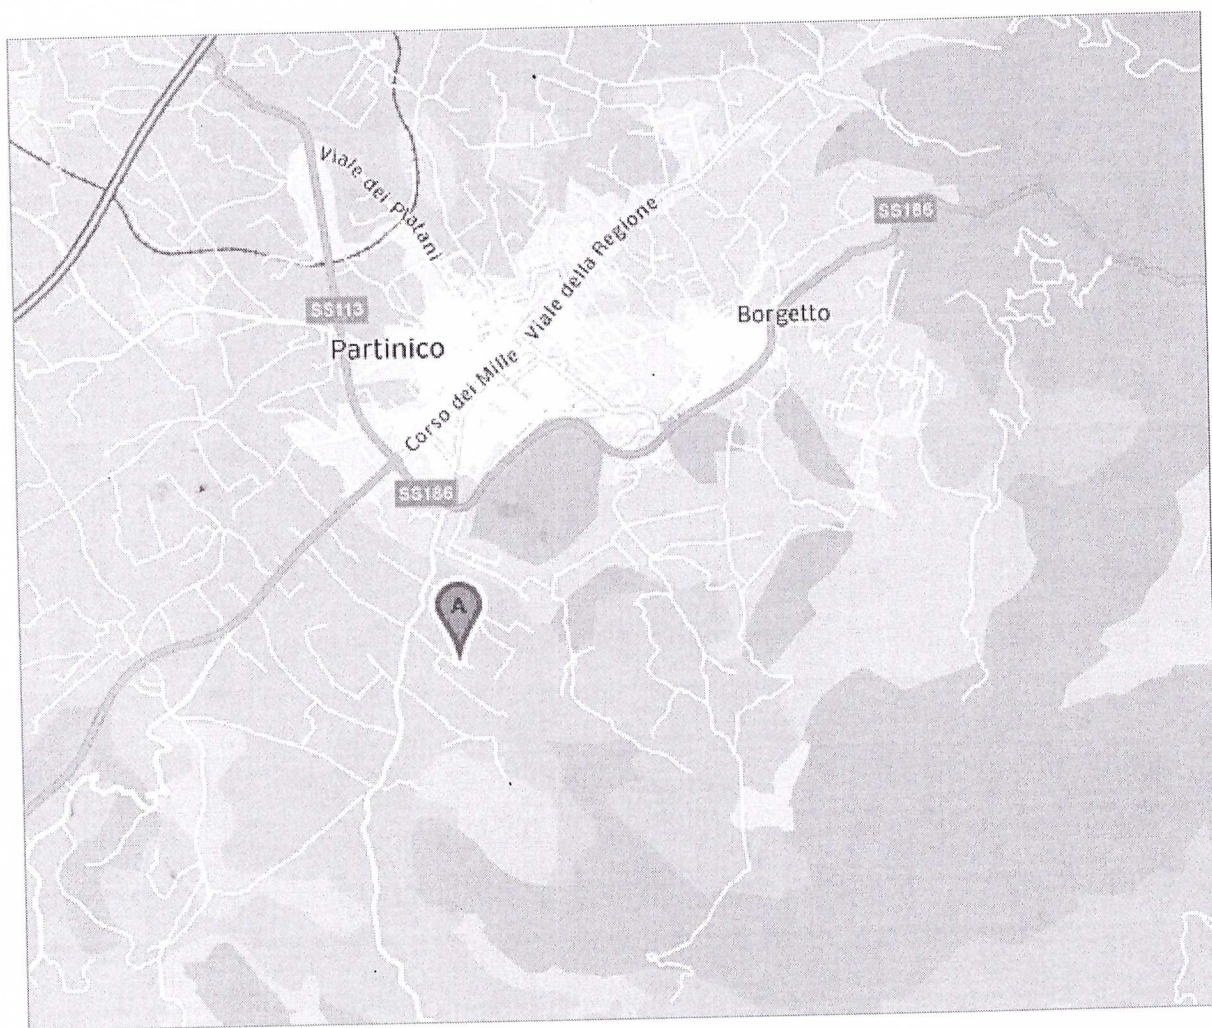 Viale dei Platani
SS186
SS113
Viale della Regione
Borgetto
Partinico
Corso dei Mille
SS186
A